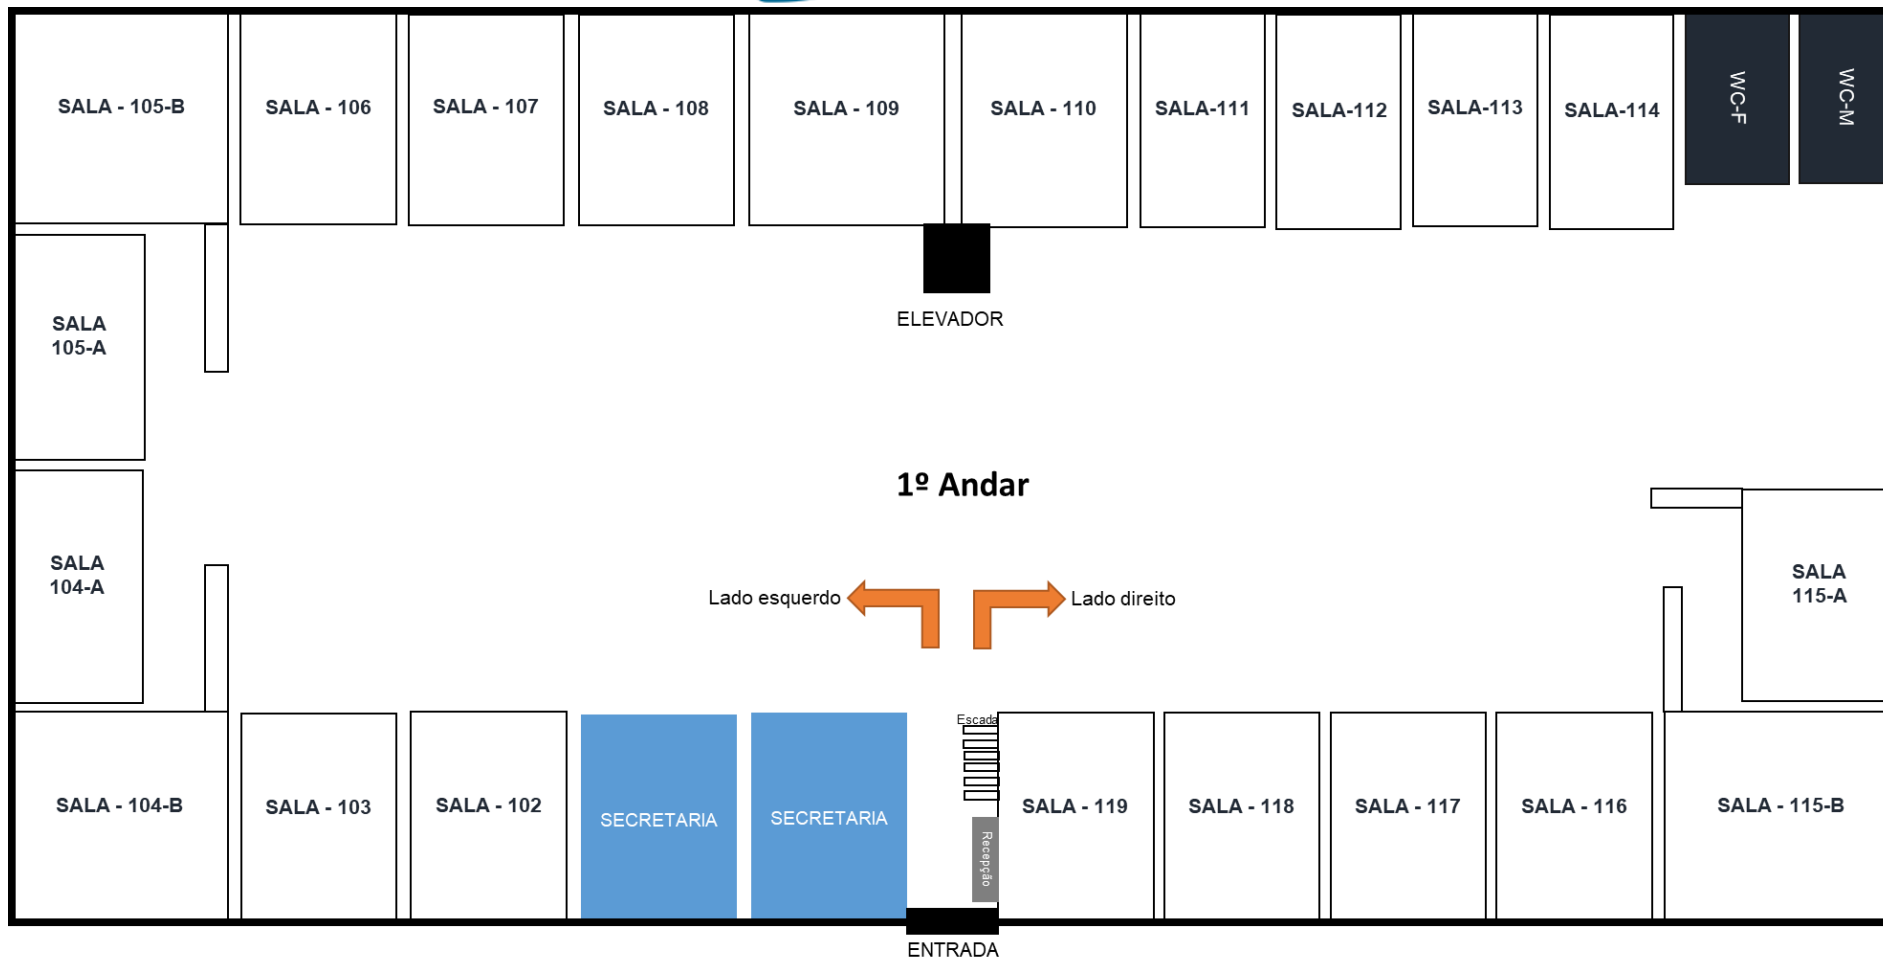 SALA - 105-B
SALA - 106
SALA - 107
SALA - 108
SALA - 109
SALA - 110
SALA-111
SALA-112
SALA-113
SALA-114
WC-F
WC-M
ELEVADOR
SALA
105-A
1º Andar
SALA
104-A
SALA
115-A
Lado esquerdo
Lado direito
Escada
SALA - 104-B
SALA - 103
SALA - 102
SECRETARIA
SECRETARIA
Recepção
SALA - 119
SALA - 118
SALA - 117
SALA - 116
SALA - 115-B
ENTRADA